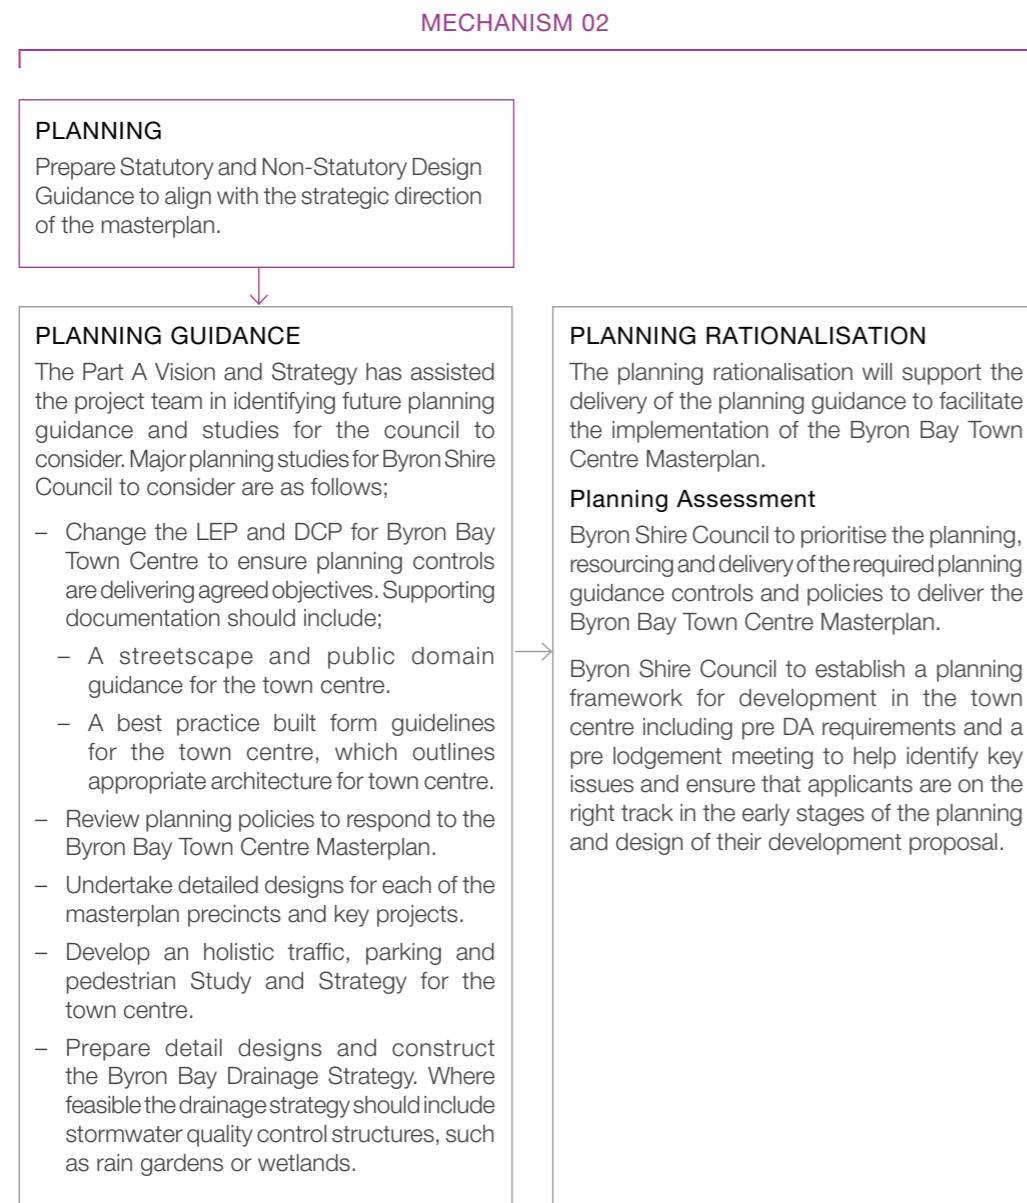 MECHANISM 02
PLANNING
Prepare Statutory and Non-Statutory Design
Guidance to align with the strategic direction
of the masterplan.
PLANNING GUIDANCE
The Part A Vision and Strategy has assisted
the project team in identifying future planning
guidance and studies for the council to
consider. Major planning studies for Byron Shire
Council to consider are as follows;
– Change the LEP and DCP for Byron Bay
Town Centre to ensure planning controls
are delivering agreed objectives. Supporting
documentation should include;
– A streetscape and public domain
guidance for the town centre.
– A best practice built form guidelines
for the town centre, which outlines
appropriate architecture for town centre.
– Review planning policies to respond to the
Byron Bay Town Centre Masterplan.
– Undertake detailed designs for each of the
masterplan precincts and key projects.
– Develop an holistic traffic, parking and
pedestrian Study and Strategy for the
town centre.
– Prepare detail designs and construct
the Byron Bay Drainage Strategy. Where
feasible the drainage strategy should include
stormwater quality control structures, such
as rain gardens or wetlands.
PLANNING RATIONALISATION
The planning rationalisation will support the
delivery of the planning guidance to facilitate
the implementation of the Byron Bay Town
Centre Masterplan.
Planning Assessment
Byron Shire Council to prioritise the planning,
resourcing and delivery of the required planning
guidance controls and policies to deliver the
Byron Bay Town Centre Masterplan.
Byron Shire Council to establish a planning
framework for development in the town
centre including pre DA requirements and a
pre lodgement meeting to help identify key
issues and ensure that applicants are on the
right track in the early stages of the planning
and design of their development proposal.